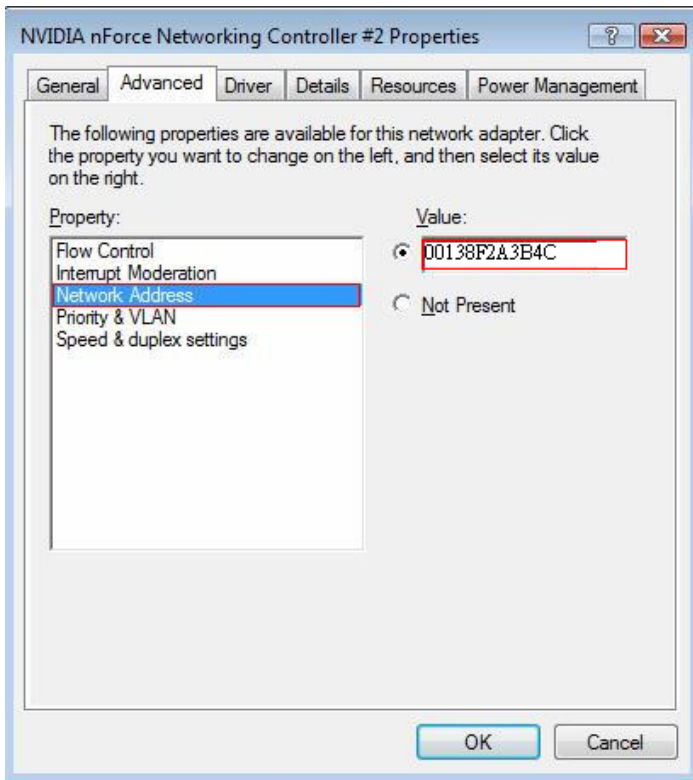 NVIDIA nForce Networking Controller #2 Properties
General Advanced Driver Details Resources Power Management
The following properties are available for this network adapter. Click
the property you want to change on the left, and then select its value
on the right.
Property:
Flow Control
Interrupt Moderation
Network Address
Priority & VLAN
Speed & duplex settings
Value:
00138F2A3B4C
Not Present
OK Cancel